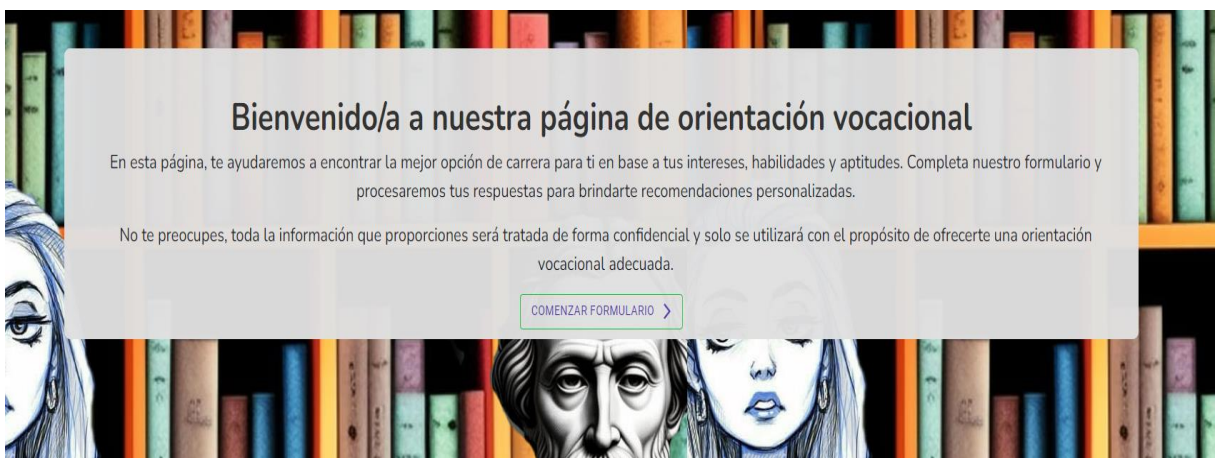 Bienvenido/a a nuestra página de orientación vocacional
En esta página, te ayudaremos a encontrar la mejor opción de carrera para ti en base a tus intereses, habilidades y aptitudes. Completa nuestro formulario y
procesaremos tus respuestas para brindarte recomendaciones personalizadas.
No te preocupes, toda la información que proporciones será tratada de forma confidencial y solo se utilizará con el propósito de ofrecerte una orientación
vocacional adecuada.
COMENZAR FORMULARIO